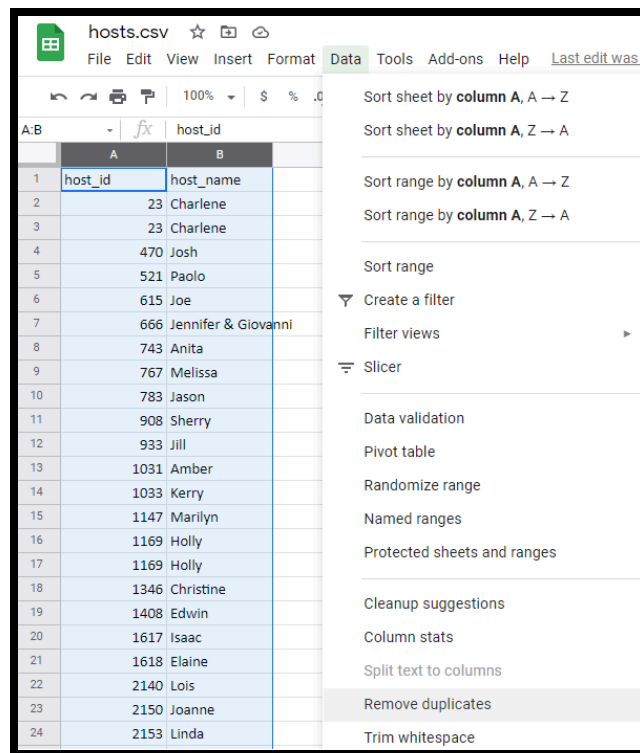 hosts.csv
File Edit View Insert Format Data Tools Add-ons Help Last edit was
100% $ % .0
A:B fx host_id
A B
1 host_id host_name
2 23 Charlene
3 23 Charlene
4 470 Josh
5 521 Paolo
6 615 Joe
7 666 Jennifer & Giovanni
8 743 Anita
9 767 Melissa
10 783 Jason
11 908 Sherry
12 933 Jill
13 1031 Amber
14 1033 Kerry
15 1147 Marilyn
16 1169 Holly
17 1169 Holly
18 1346 Christine
19 1408 Edwin
20 1617 Isaac
21 1618 Elaine
22 2140 Lois
23 2150 Joanne
24 2153 Linda
Sort sheet by column A, A → Z
Sort sheet by column A, Z → A
Sort range by column A, A → Z
Sort range by column A, Z → A
Sort range
Create a filter
Filter views
Slicer
Data validation
Pivot table
Randomize range
Named ranges
Protected sheets and ranges
Cleanup suggestions
Column stats
Split text to columns
Remove duplicates
Trim whitespace